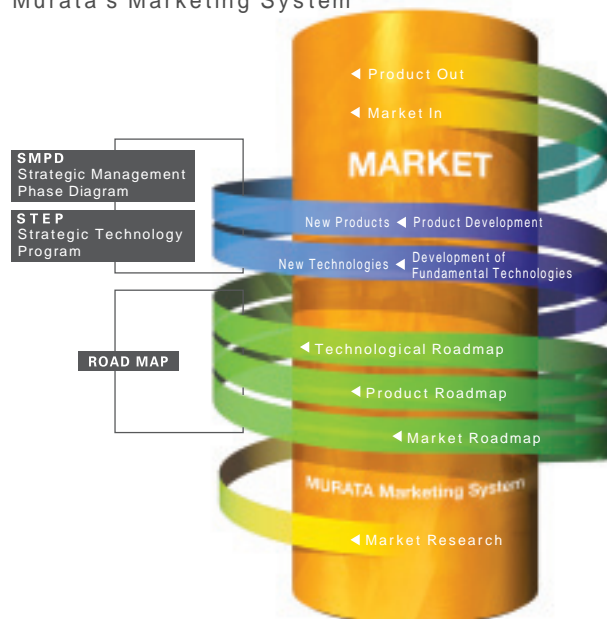 Murata's Marketing System
Product Out
Market In
MARKET
SMPD
Strategic Management
Phase Diagram
STEP
Strategic Technology
Program
New Products ◀ Product Development
New Technologies ◀ Development of
Fundamental Technologies
Technological Roadmap
ROAD MAP
Product Roadmap
Market Roadmap
MURATA Marketing System
Market Research